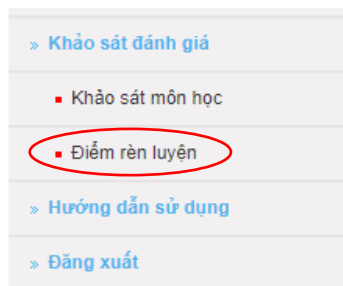 » Khảo sát đánh giá
Khảo sát môn học
Điểm rèn luyện
» Hướng dẫn sử dụng
» Đăng xuất